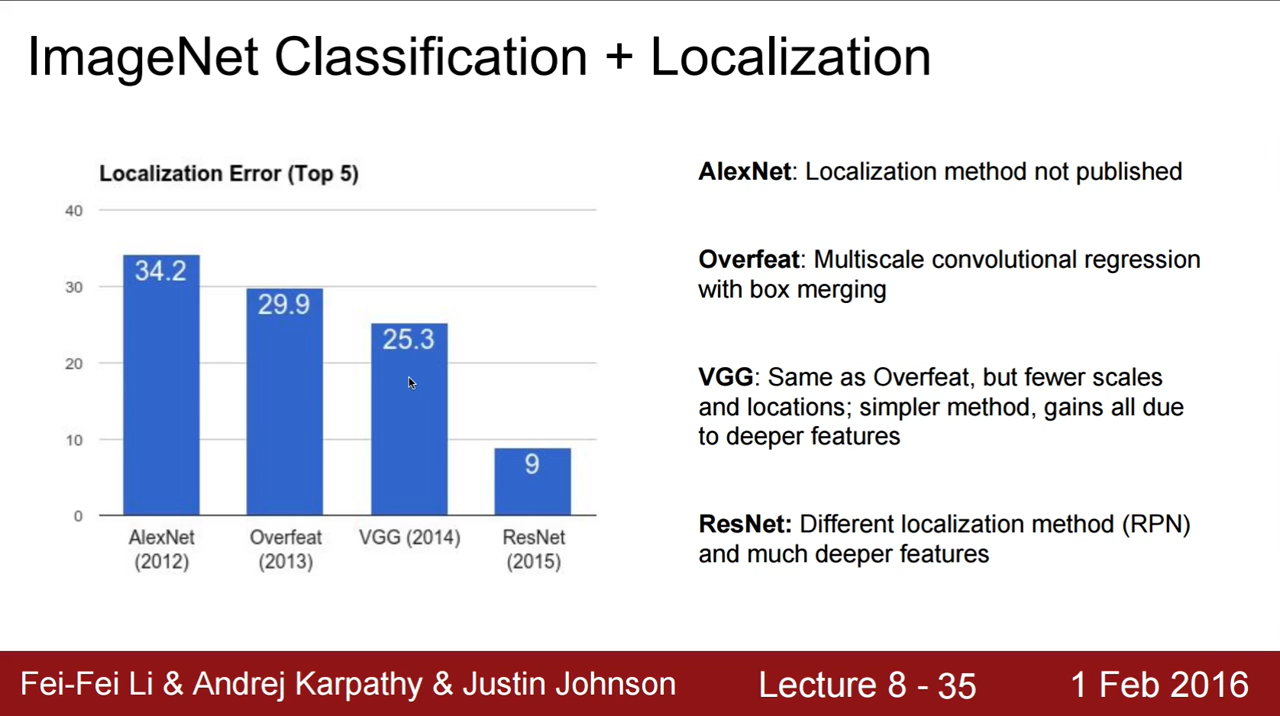 ImageNet Classification + Localization
Localization Error (Top 5)
40
30
20
10
0
34.2
29.9
25.3
9
AlexNet
(2012)
Overfeat
(2013)
VGG (2014)
ResNet
(2015)
AlexNet: Localization method not published
Overfeat: Multiscale convolutional regression
with box merging
VGG: Same as Overfeat, but fewer scales
and locations; simpler method, gains all due
to deeper features
ResNet: Different localization method (RPN)
and much deeper features
Fei-Fei Li & Andrej Karpathy & Justin Johnson
Lecture 8 - 35
1 Feb 2016